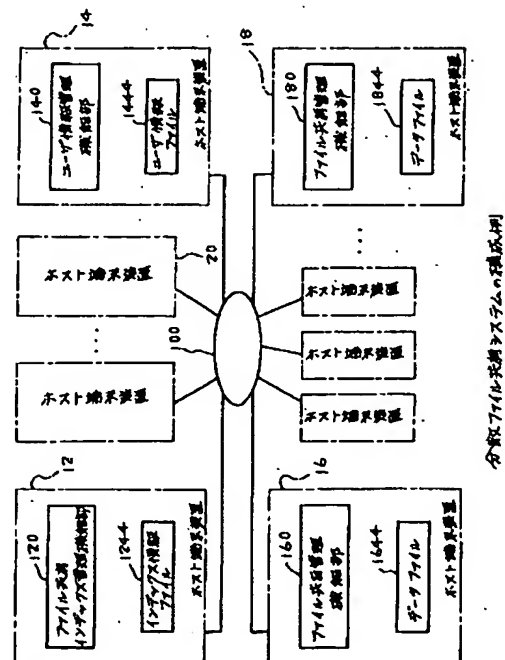 12
120
ファイル共有
インデックス管理機能部
1244
インデックス情報
ファイル
ホスト端末装置
ホスト端末装置
...
ホスト端末装置
20
14
140
ユーザ情報管理
機能部
1444
ユーザ情報
ファイル
ホスト端末装置
100
16
160
ファイル共有管理
機能部
1644
データファイル
ホスト端末装置
ホスト端末装置
ホスト端末装置
ホスト端末装置
...
18
180
ファイル共有管理
機能部
1844
データファイル
ホスト端末装置
分散ファイル共有システムの構成例